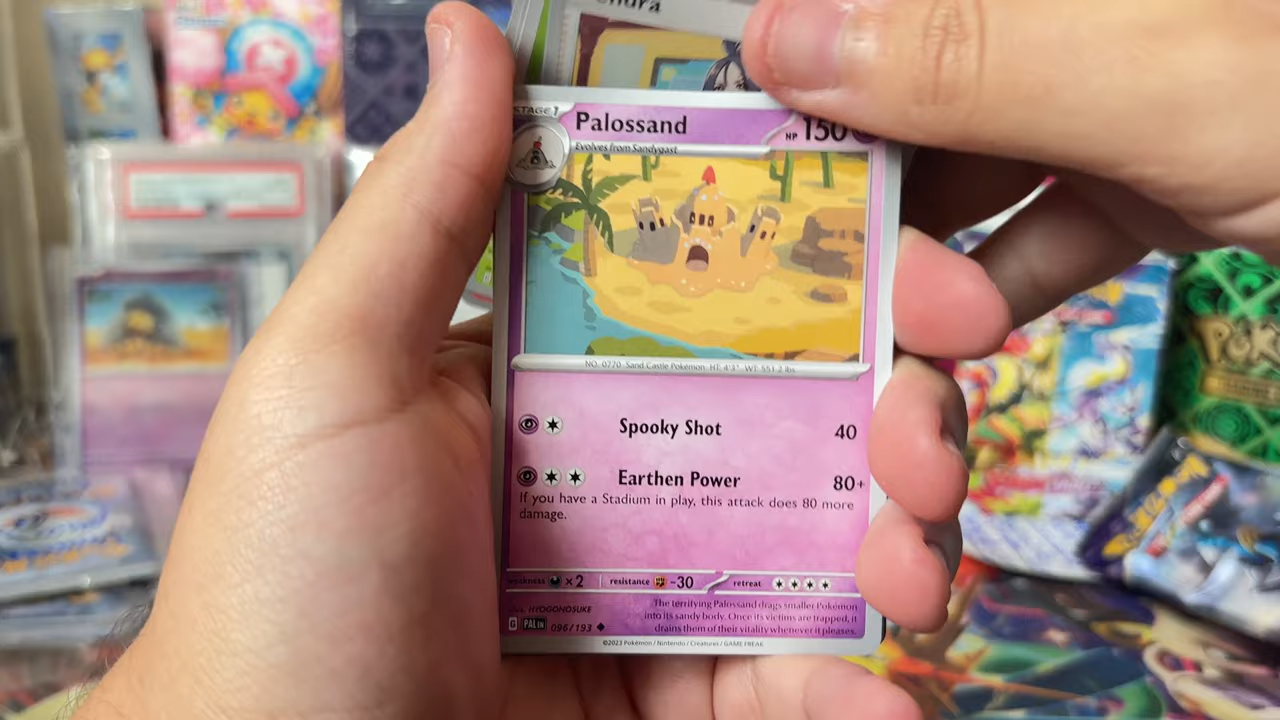 STAGE 1
Palossand
HP 150
Evolves from Sandygast
NO. 0770 Sand Castle Pokémon HT: 4'3" WT: 551.2 lbs.
Spooky Shot 40
Earthen Power 80+
If you have a Stadium in play, this attack does 80 more
damage.
weakness ×2 resistance -30 retreat
HYOGONOSUKE
The terrifying Palossand drags smaller Pokémon
into its sandy body. Once its victims are trapped, it
drains them of their vitality whenever it pleases.
G PAL EN 096/193
©2023 Pokémon / Nintendo / Creatures / GAME FREAK